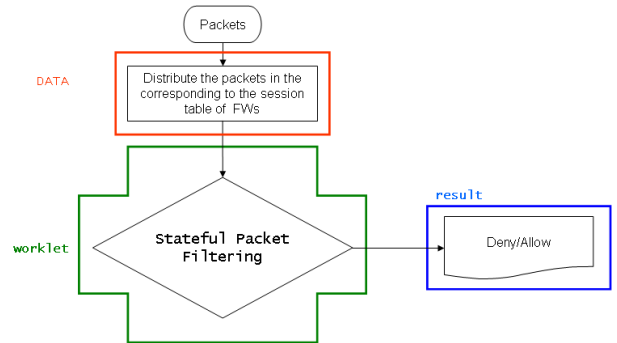 Packets
DATA
Distribute the packets in the
corresponding to the session
table of FWs
result
worklet
Stateful Packet
Filtering
Deny/Allow